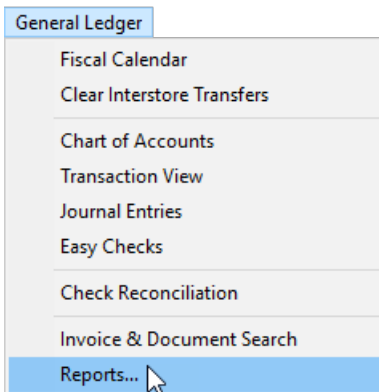 General Ledger
Fiscal Calendar
Clear Interstore Transfers
Chart of Accounts
Transaction View
Journal Entries
Easy Checks
Check Reconciliation
Invoice & Document Search
Reports...